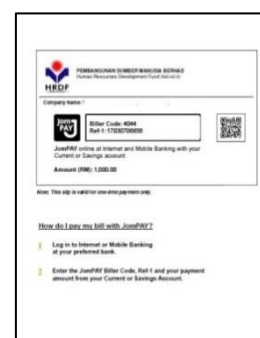 PEMBANGUNAN SUMBER MANUSIA BERHAD
Human Resources Development Fund
HRDF
Company Name:
Jom
PAY
Biller Code: 4044
Ref-1: 17030706898
JomPAY online at Internet and Mobile Banking with your
Current or Savings account
Amount (RM): 1,000.00
Note: This slip is valid for one-time payment only.
How do I pay my bill with JomPAY?
1 Log in to Internet or Mobile Banking
at your preferred bank.
2 Enter the JomPAY Biller Code, Ref-1 and your payment
amount from your Current or Savings Account.